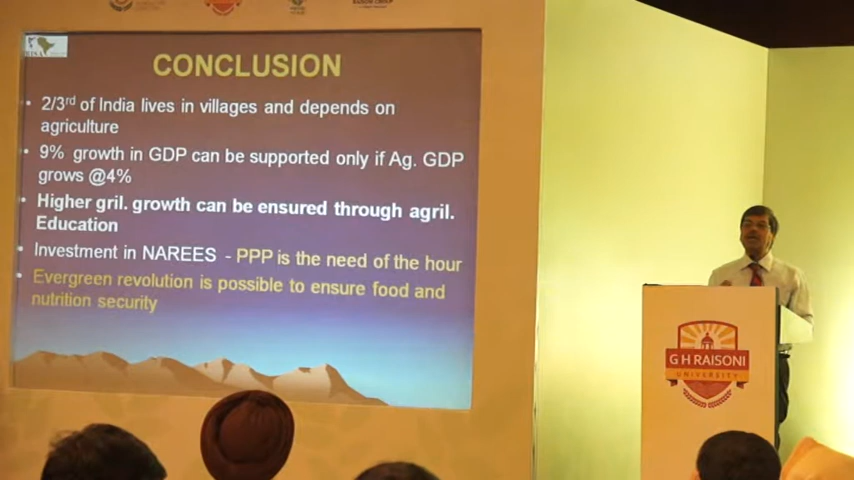 CONCLUSION
• 2/3rd of India lives in villages and depends on
agriculture
• 9% growth in GDP can be supported only if Ag. GDP
grows @4%
• Higher gril. growth can be ensured through agril.
Education
• Investment in NAREES - PPP is the need of the hour
• Evergreen revolution is possible to ensure food and
nutrition security
G H RAISONI
UNIVERSITY